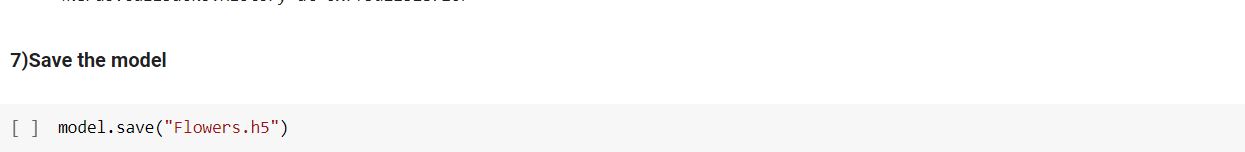 7)Save the model
[ ] model.save("Flowers.h5")